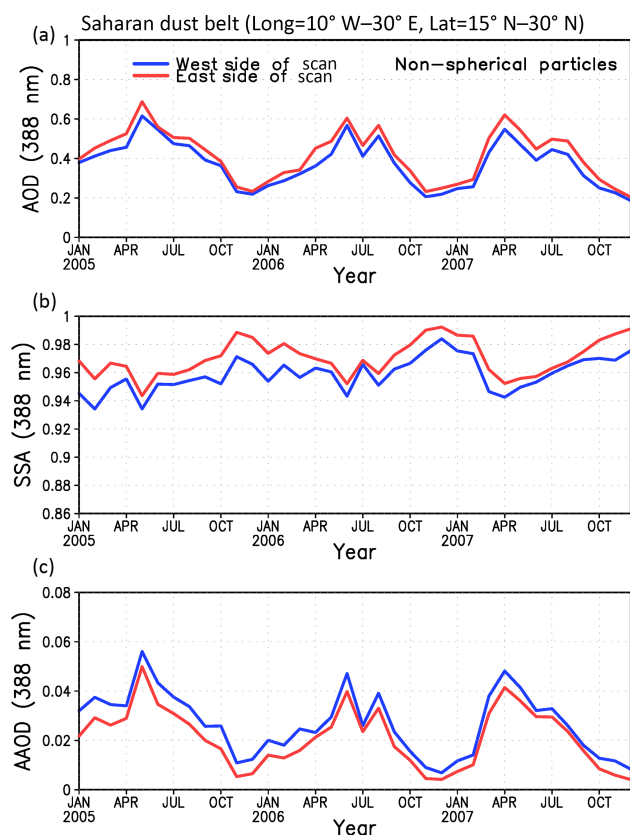 Saharan dust belt (Long=10° W–30° E, Lat=15° N–30° N)
(a)
West side of scan
East side of scan
Non-spherical particles
AOD (388 nm)
1
0.8
0.6
0.4
0.2
0
JAN APR JUL OCT JAN APR JUL OCT JAN APR JUL OCT
2005 2006 2007
Year
(b)
SSA (388 nm)
1
0.98
0.96
0.94
0.92
0.9
0.88
0.86
JAN APR JUL OCT JAN APR JUL OCT JAN APR JUL OCT
2005 2006 2007
Year
(c)
AAOD (388 nm)
0.08
0.06
0.04
0.02
0
JAN APR JUL OCT JAN APR JUL OCT JAN APR JUL OCT
2005 2006 2007
Year